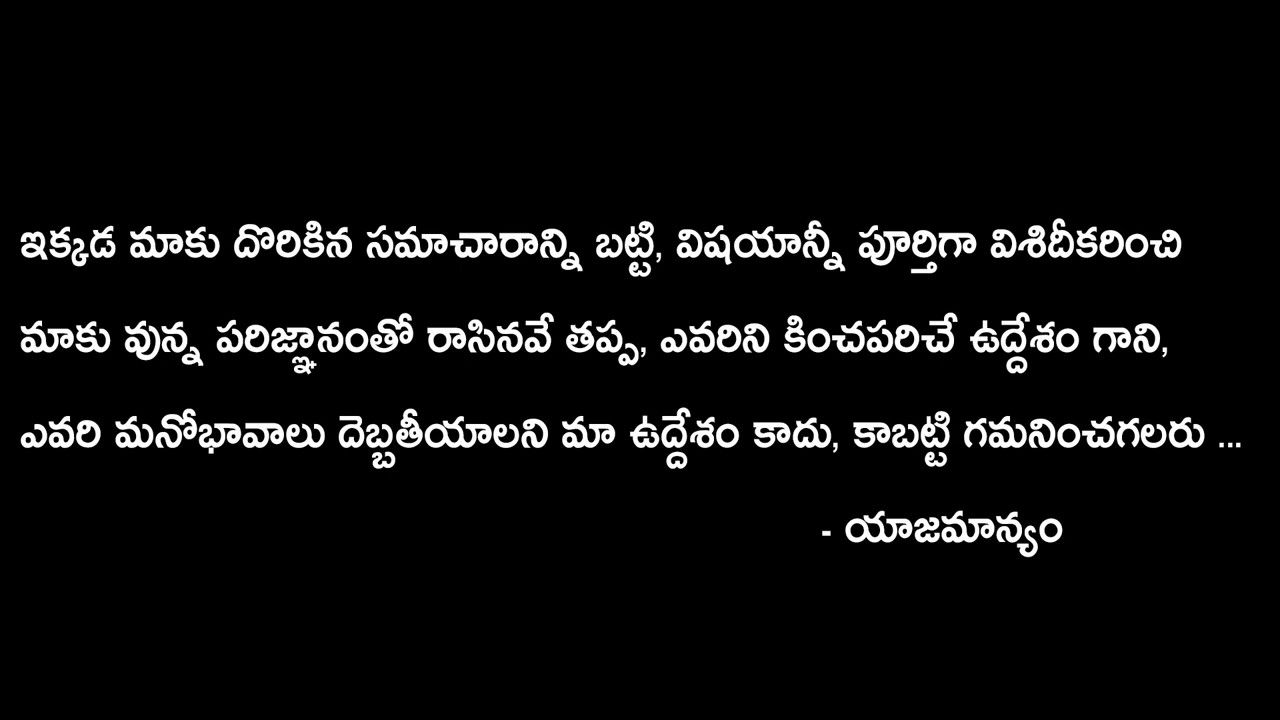 ఇక్కడ మాకు దొరికిన సమాచారాన్ని బట్టి, విషయాన్నీ పూర్తిగా విశిదీకరించి
మాకు వున్న పరిజ్ఞానంతో రాసినవే తప్ప, ఎవరిని కించపరిచే ఉద్దేశం గాని,
ఎవరి మనోభావాలు దెబ్బతీయాలని మా ఉద్దేశం కాదు, కాబట్టి గమనించగలరు ...
- యాజమాన్యం